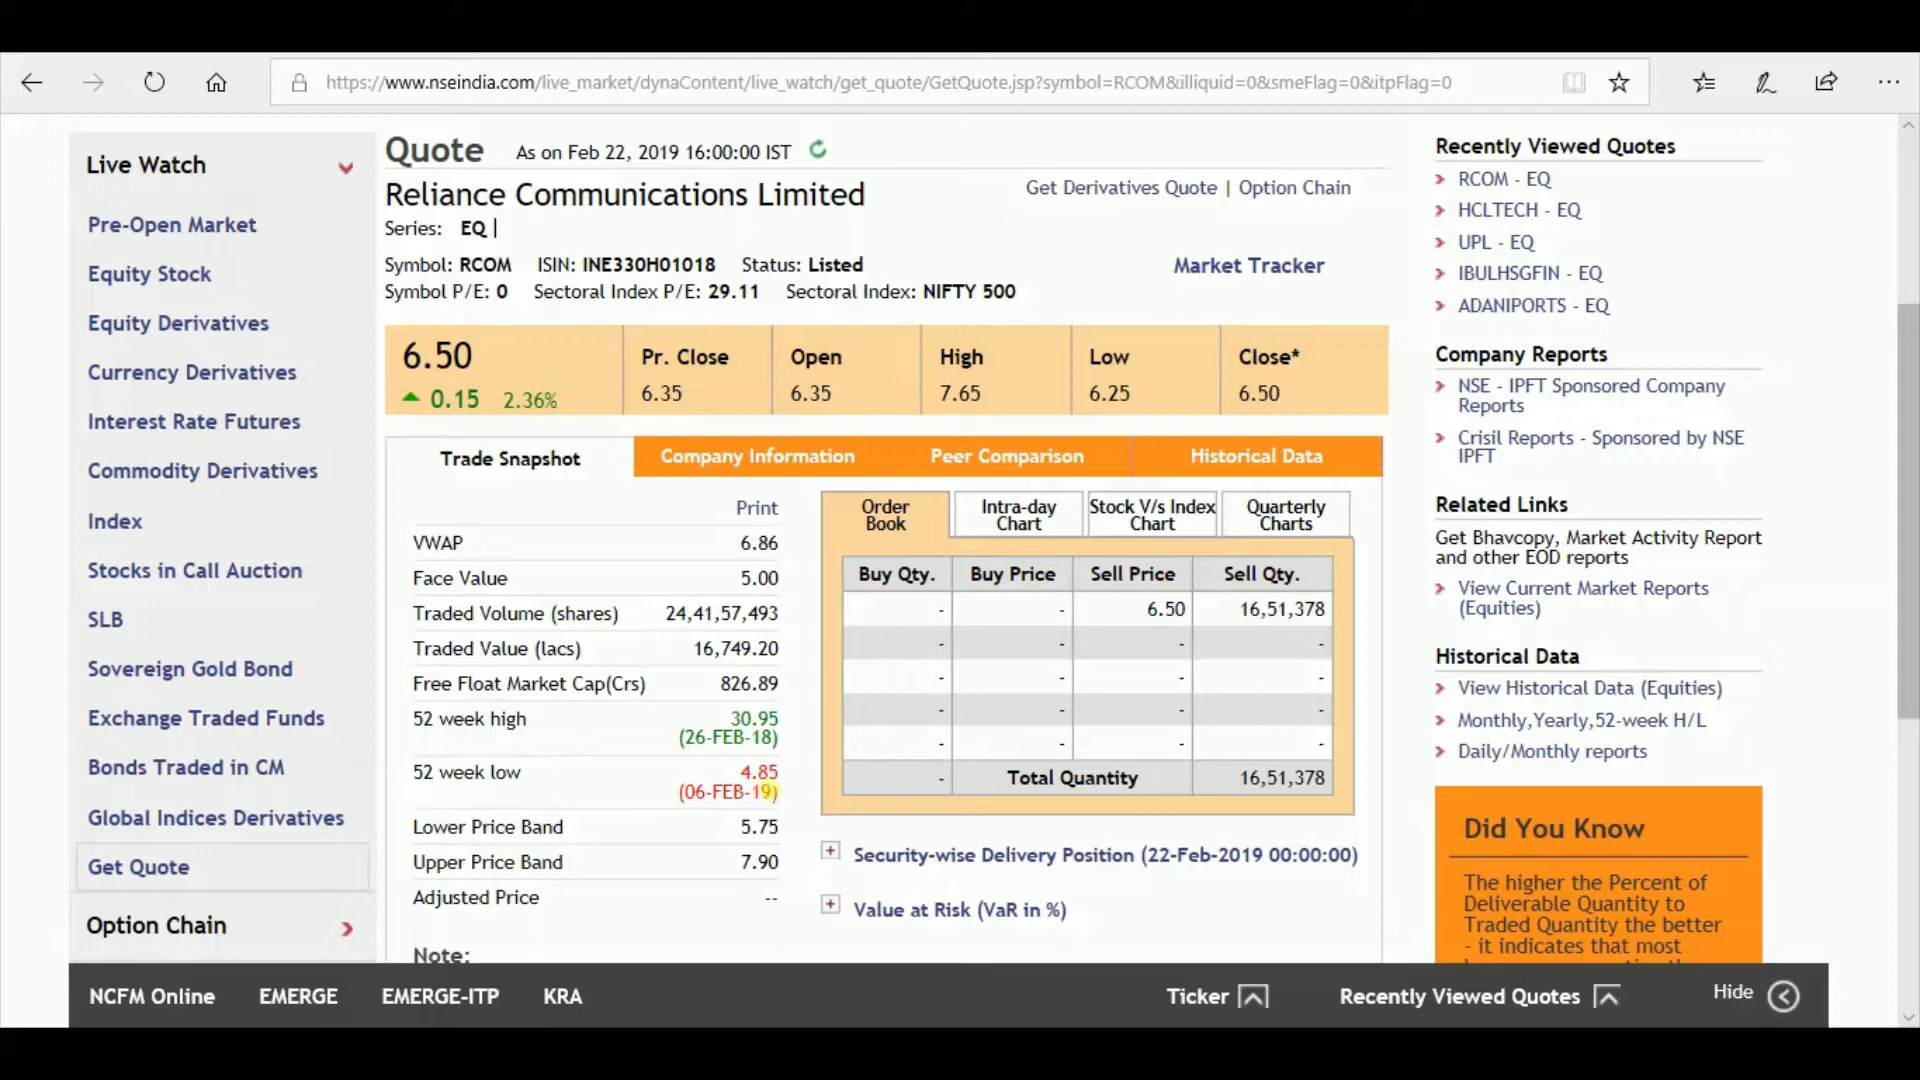 https://www.nseindia.com/live_market/dynaContent/live_watch/get_quote/GetQuote.jsp?symbol=RCOM&illiquid=0&smeFlag=0&itpFlag=0
Live Watch
Pre-Open Market
Equity Stock
Equity Derivatives
Currency Derivatives
Interest Rate Futures
Commodity Derivatives
Index
Stocks in Call Auction
SLB
Sovereign Gold Bond
Exchange Traded Funds
Bonds Traded in CM
Global Indices Derivatives
Get Quote
Option Chain
Quote As on Feb 22, 2019 16:00:00 IST
Reliance Communications Limited
Get Derivatives Quote | Option Chain
Series: EQ |
Symbol: RCOM ISIN: INE330H01018 Status: Listed
Market Tracker
Symbol P/E: 0 Sectoral Index P/E: 29.11 Sectoral Index: NIFTY 500
6.50 Pr. Close Open High Low Close*
0.15 2.36% 6.35 6.35 7.65 6.25 6.50
Trade Snapshot Company Information Peer Comparison Historical Data
Print
VWAP 6.86
Face Value 5.00
Traded Volume (shares) 24,41,57,493
Traded Value (lacs) 16,749.20
Free Float Market Cap(Crs) 826.89
52 week high 30.95
(26-FEB-18)
52 week low 4.85
(06-FEB-19)
Lower Price Band 5.75
Upper Price Band 7.90
Adjusted Price --
Note:
Order Intra-day Stock V/s Index Quarterly
Book Chart Chart Charts
Buy Qty. Buy Price Sell Price Sell Qty.
- - 6.50 16,51,378
- - - -
- - - -
- - - -
- - - -
- Total Quantity 16,51,378
Security-wise Delivery Position (22-Feb-2019 00:00:00)
Value at Risk (VaR in %)
Recently Viewed Quotes
RCOM - EQ
HCLTECH - EQ
UPL - EQ
IBULHSGFIN - EQ
ADANIPORTS - EQ
Company Reports
NSE - IPFT Sponsored Company
Reports
Crisil Reports - Sponsored by NSE
IPFT
Related Links
Get Bhavcopy, Market Activity Report
and other EOD reports
View Current Market Reports
(Equities)
Historical Data
View Historical Data (Equities)
Monthly,Yearly,52-week H/L
Daily/Monthly reports
Did You Know
The higher the Percent of
Deliverable Quantity to
Traded Quantity the better
- it indicates that most
NCFM Online EMERGE EMERGE-ITP KRA Ticker Recently Viewed Quotes Hide